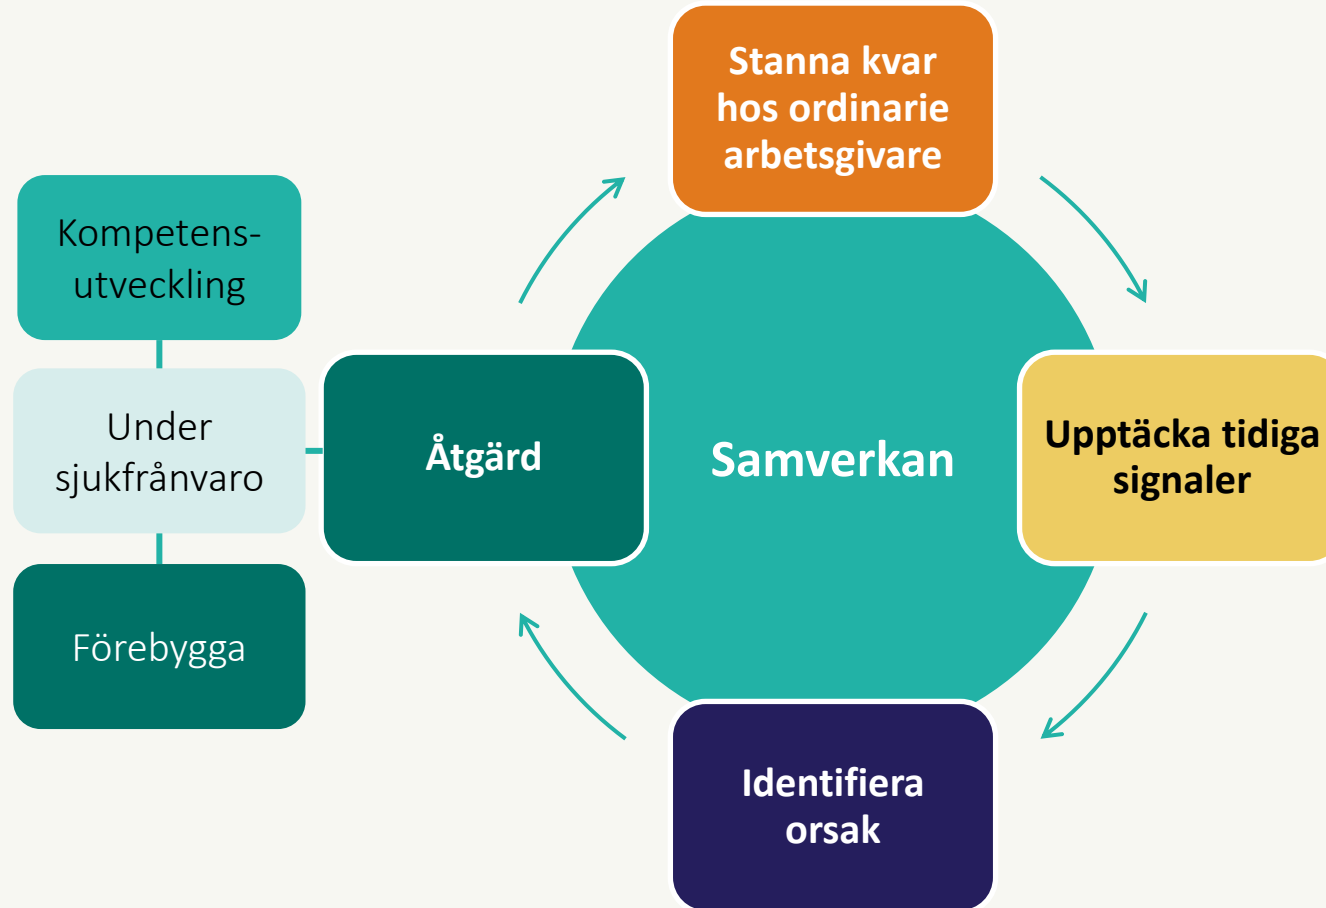 Stanna kvar
hos ordinarie
arbetsgivare
Kompetens-
utveckling
Under
sjukfrånvaro
Förebygga
Åtgärd
Samverkan
Upptäcka tidiga
signaler
Identifiera
orsak